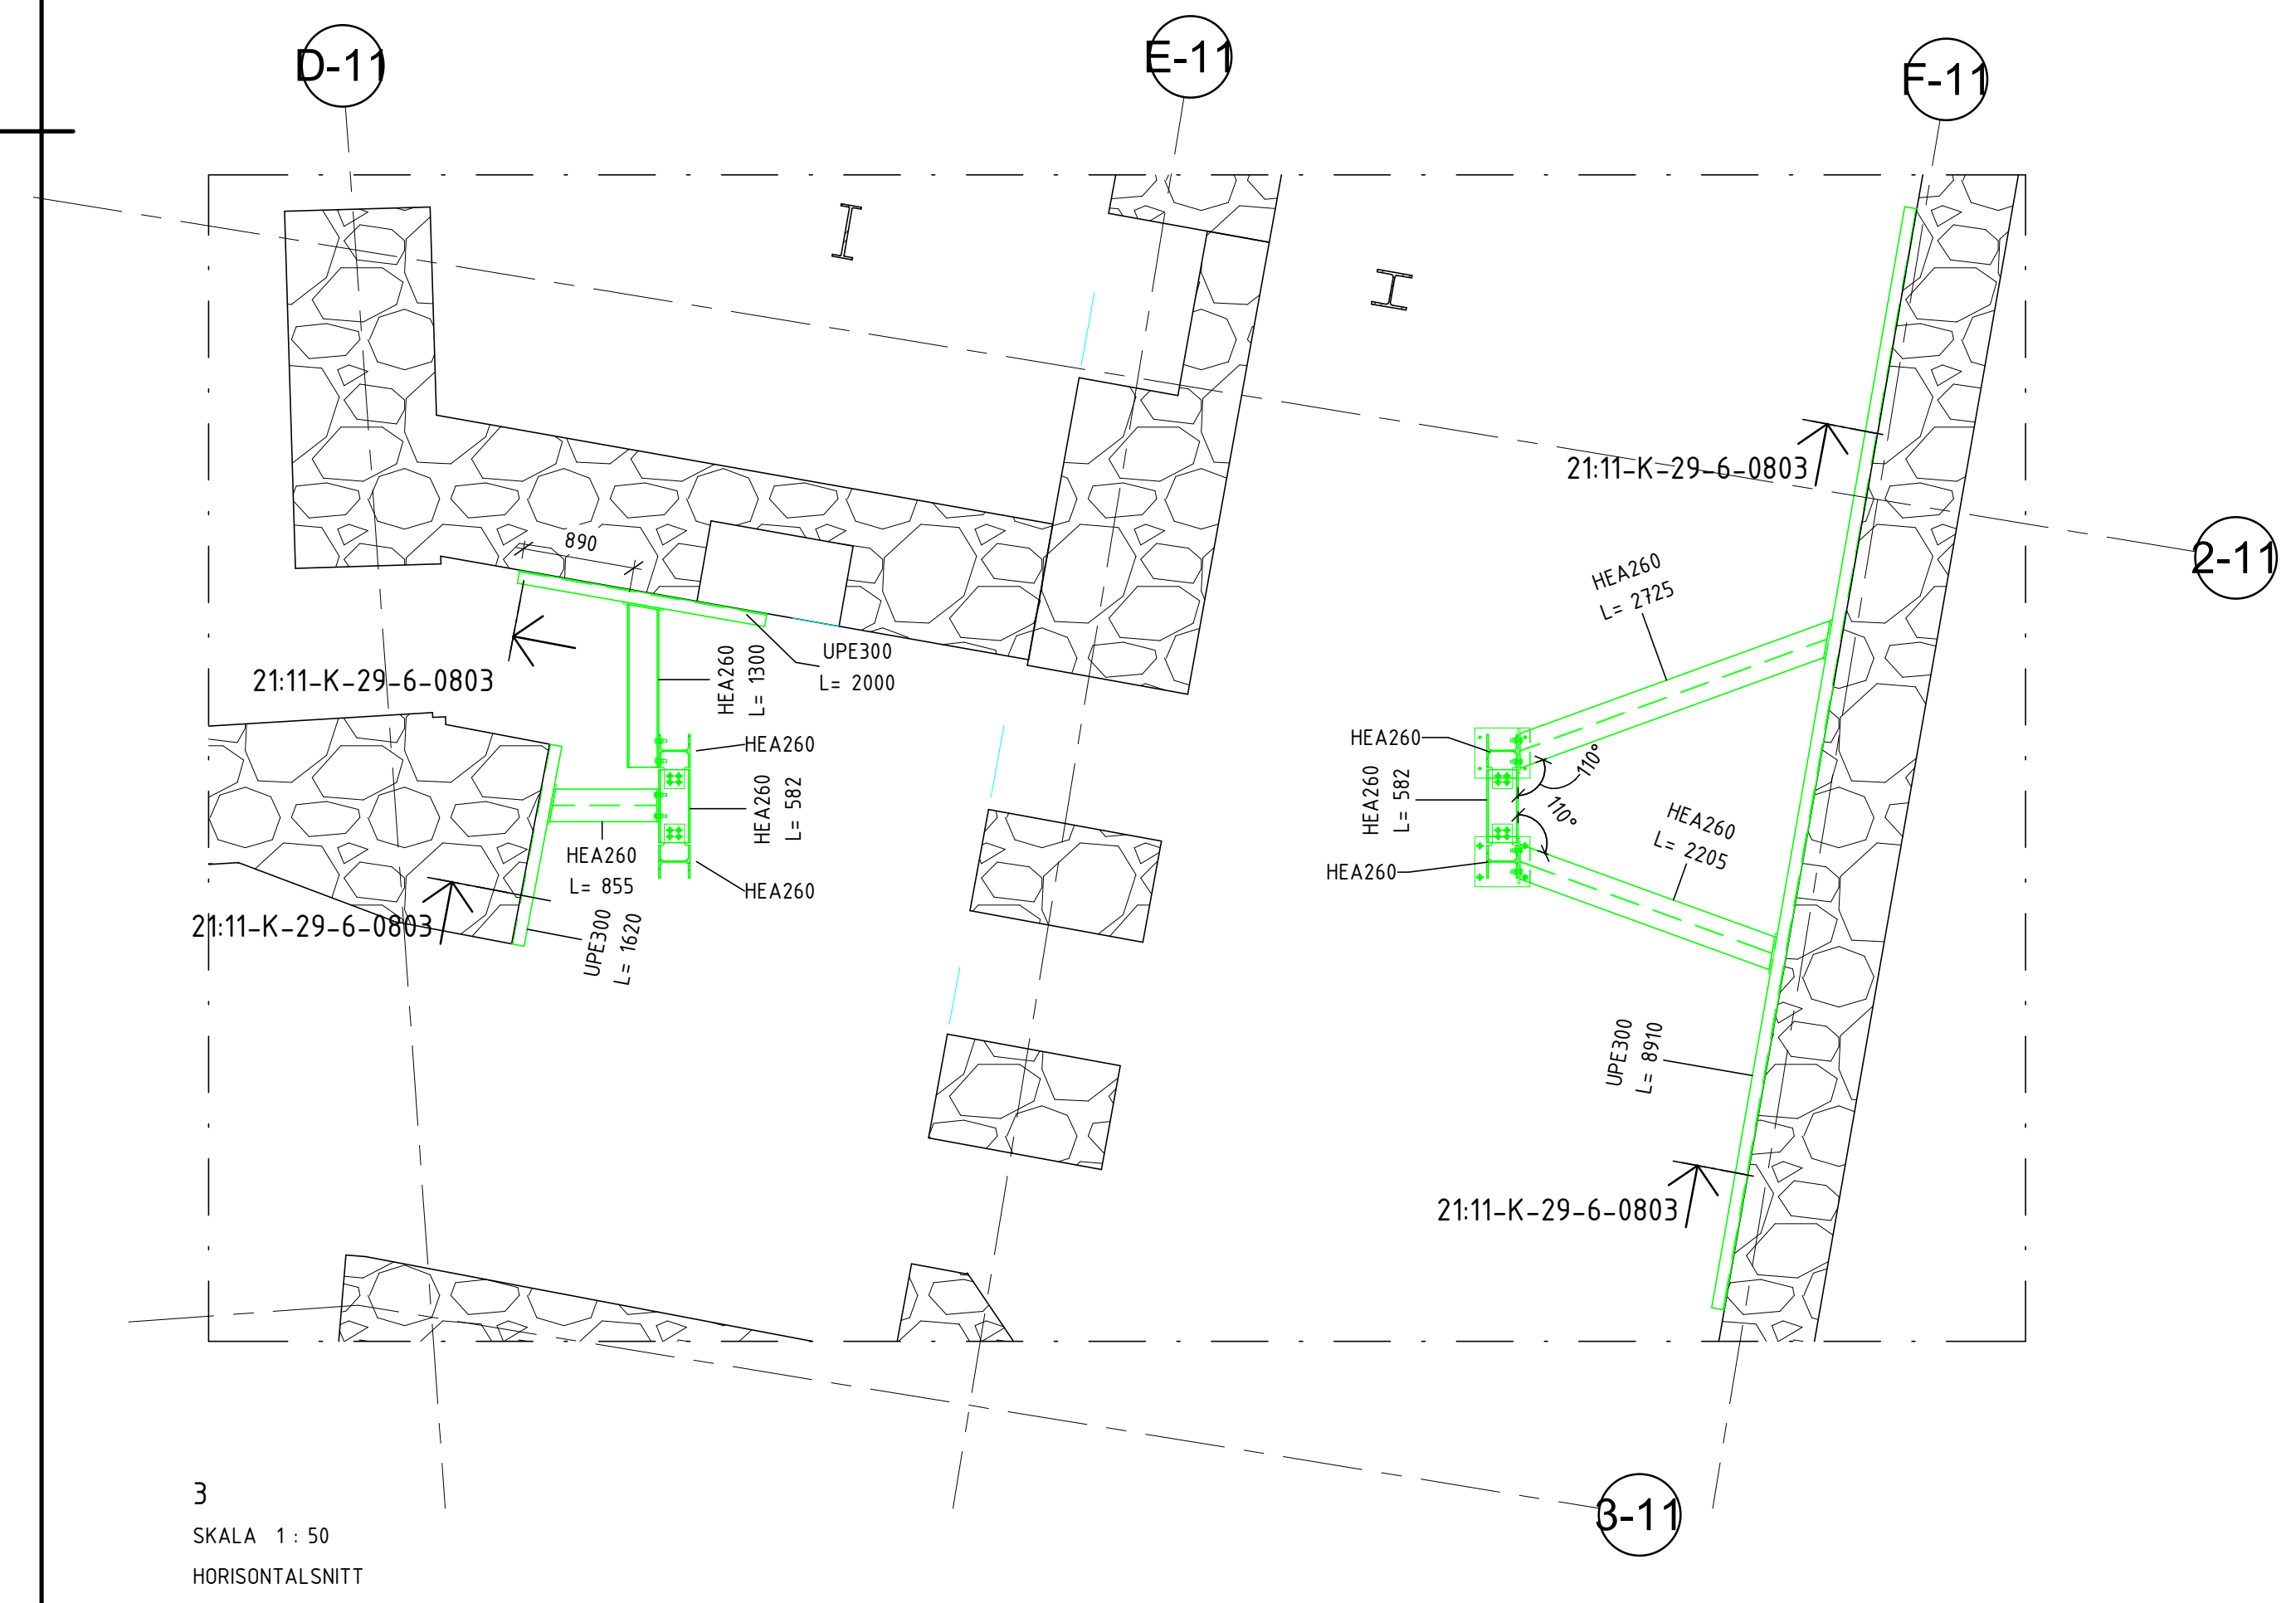 D-11
E-11
F-11
21:11-K-29-6-0803
2-11
890
HEA260
L= 2725
21:11-K-29-6-0803
UPE300
L= 2000
HEA260
L= 1300
HEA260
HEA260
L= 582
HEA260
HEA260
L= 855
21:11-K-29-6-0803
UPE300
L= 1620
HEA260
HEA260
L= 582
HEA260
110°
110°
HEA260
L= 2205
UPE300
L= 8910
21:11-K-29-6-0803
3-11
3
SKALA 1 : 50
HORISONTALSNITT